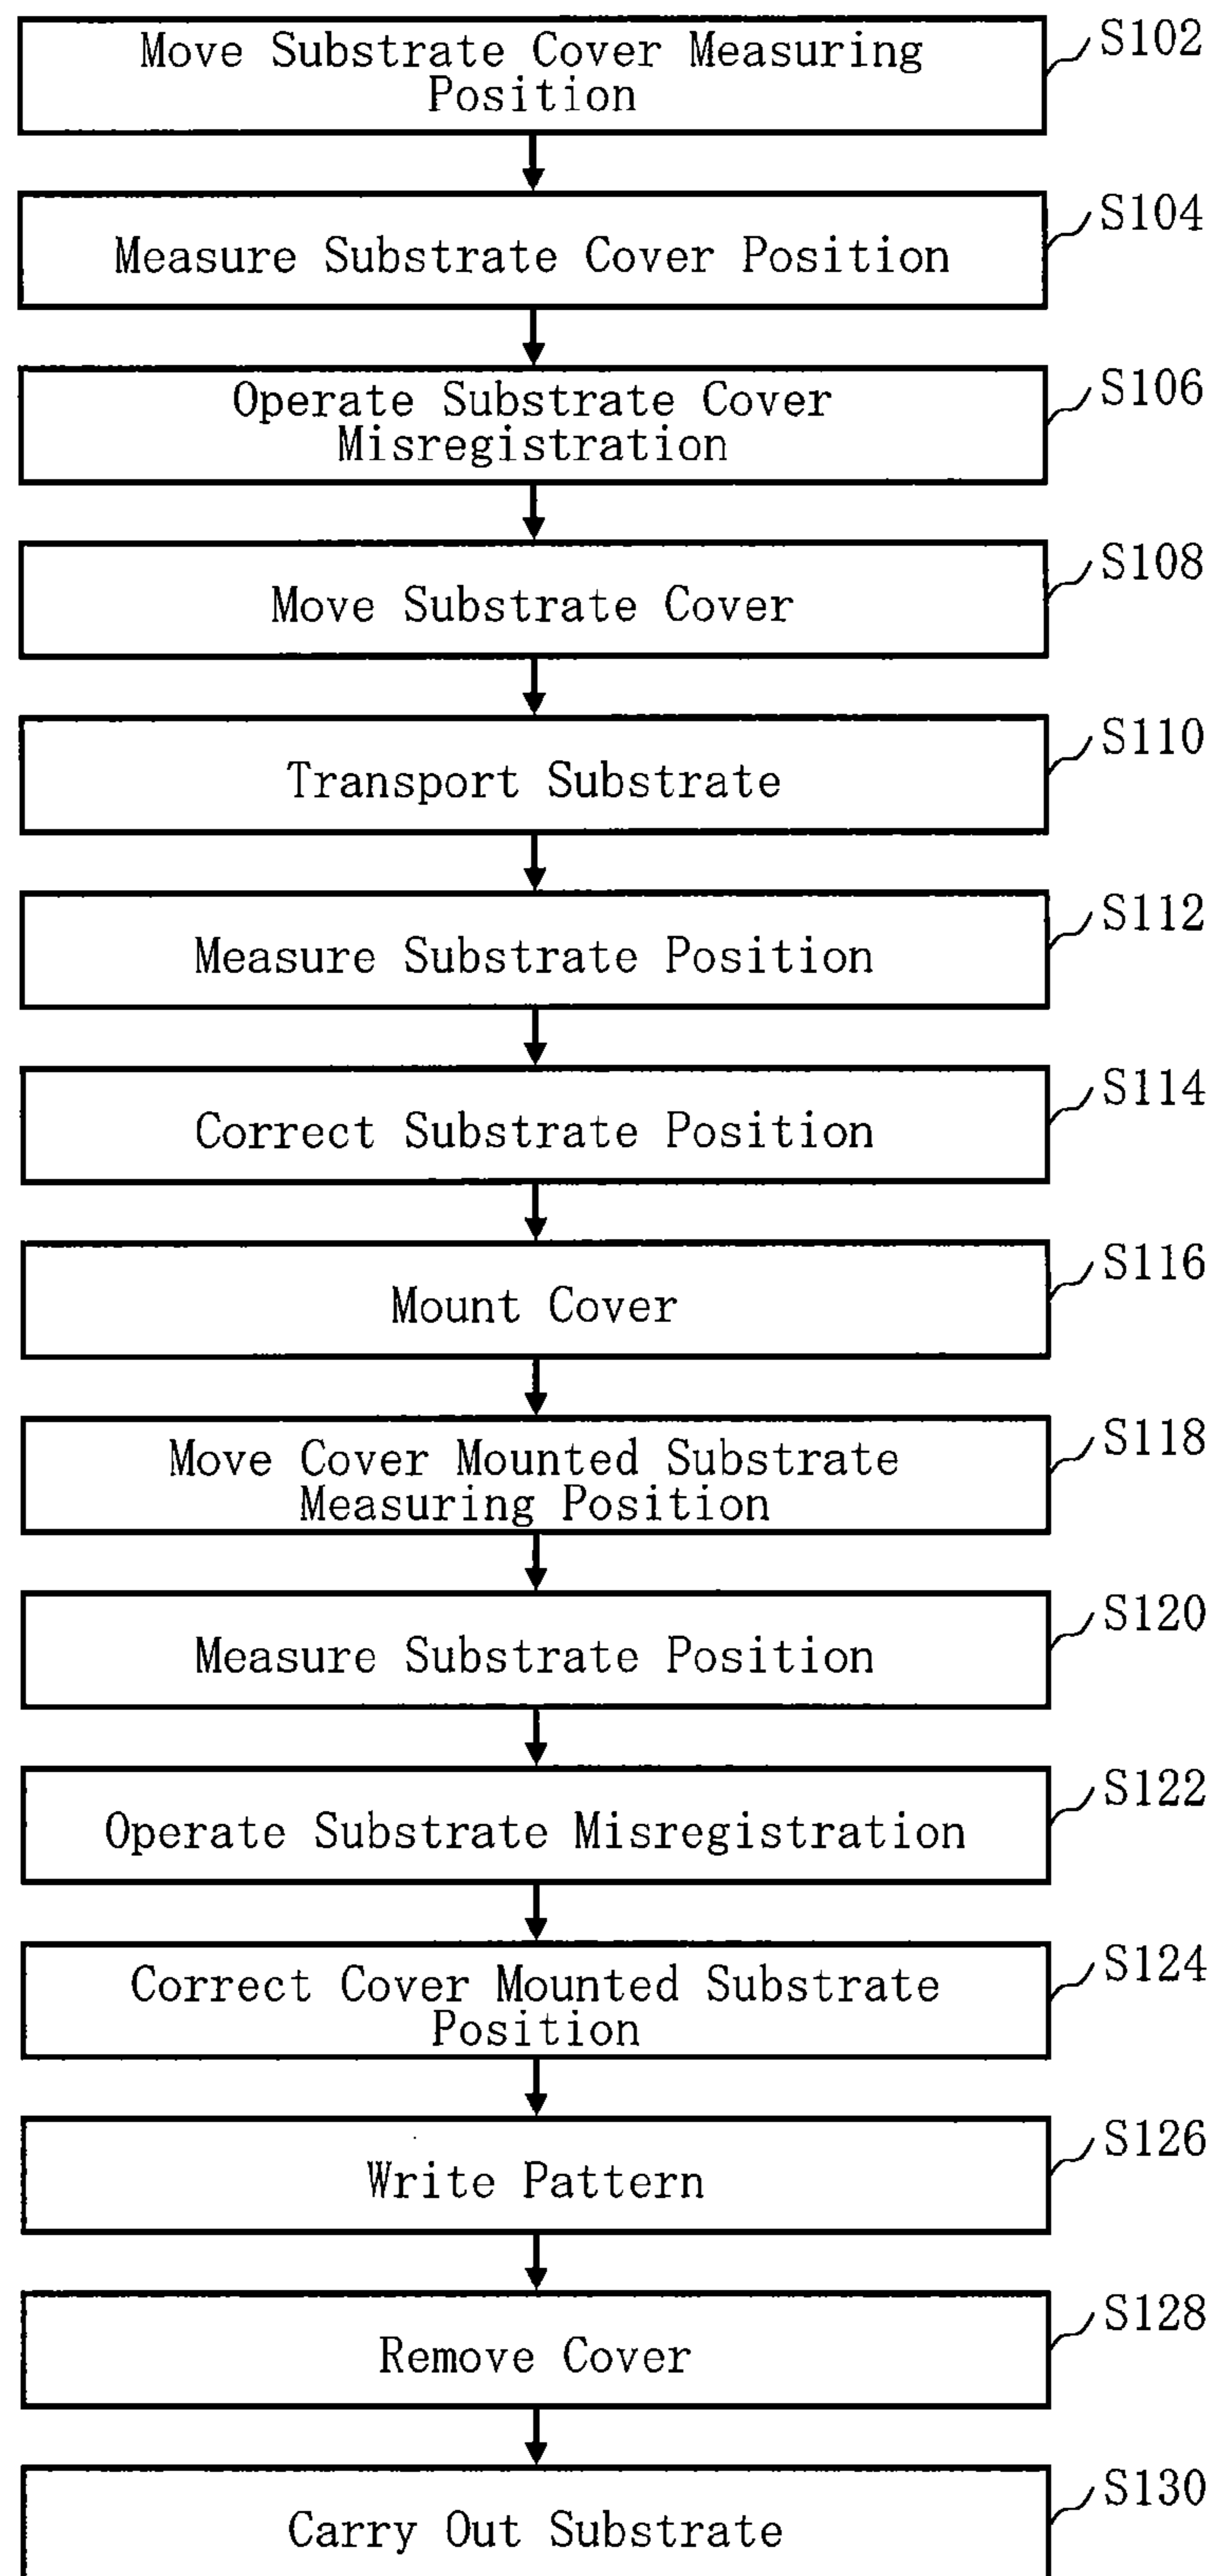 Move Substrate Cover Measuring
Position
S102
Measure Substrate Cover Position
S104
Operate Substrate Cover
Misregistration
S106
Move Substrate Cover
S108
Transport Substrate
S110
Measure Substrate Position
S112
Correct Substrate Position
S114
Mount Cover
S116
Move Cover Mounted Substrate
Measuring Position
S118
Measure Substrate Position
S120
Operate Substrate Misregistration
S122
Correct Cover Mounted Substrate
Position
S124
Write Pattern
S126
Remove Cover
S128
Carry Out Substrate
S130